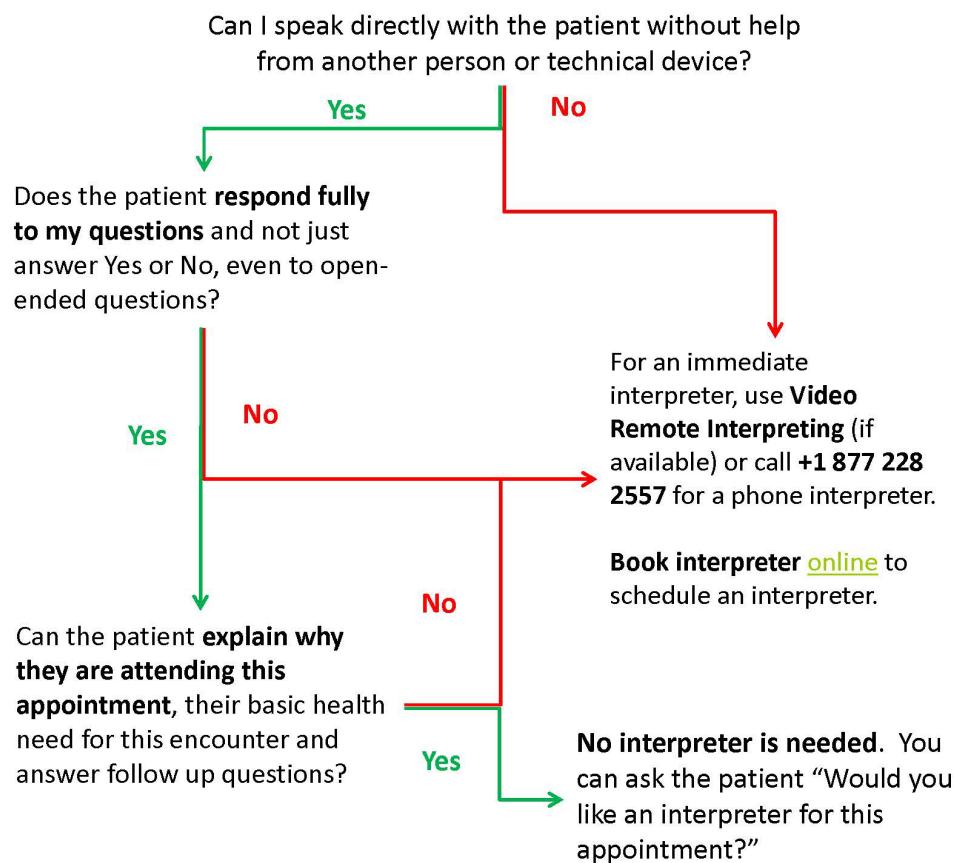 Can I speak directly with the patient without help
from another person or technical device?
Yes
No
Does the patient respond fully
to my questions and not just
answer Yes or No, even to open-
ended questions?
Yes
No
For an immediate
interpreter, use Video
Remote Interpreting (if
available) or call +1 877 228
2557 for a phone interpreter.
Book interpreter online to
schedule an interpreter.
No
Can the patient explain why
they are attending this
appointment, their basic health
need for this encounter and
answer follow up questions?
Yes
No interpreter is needed.  You
can ask the patient “Would you
like an interpreter for this
appointment?”